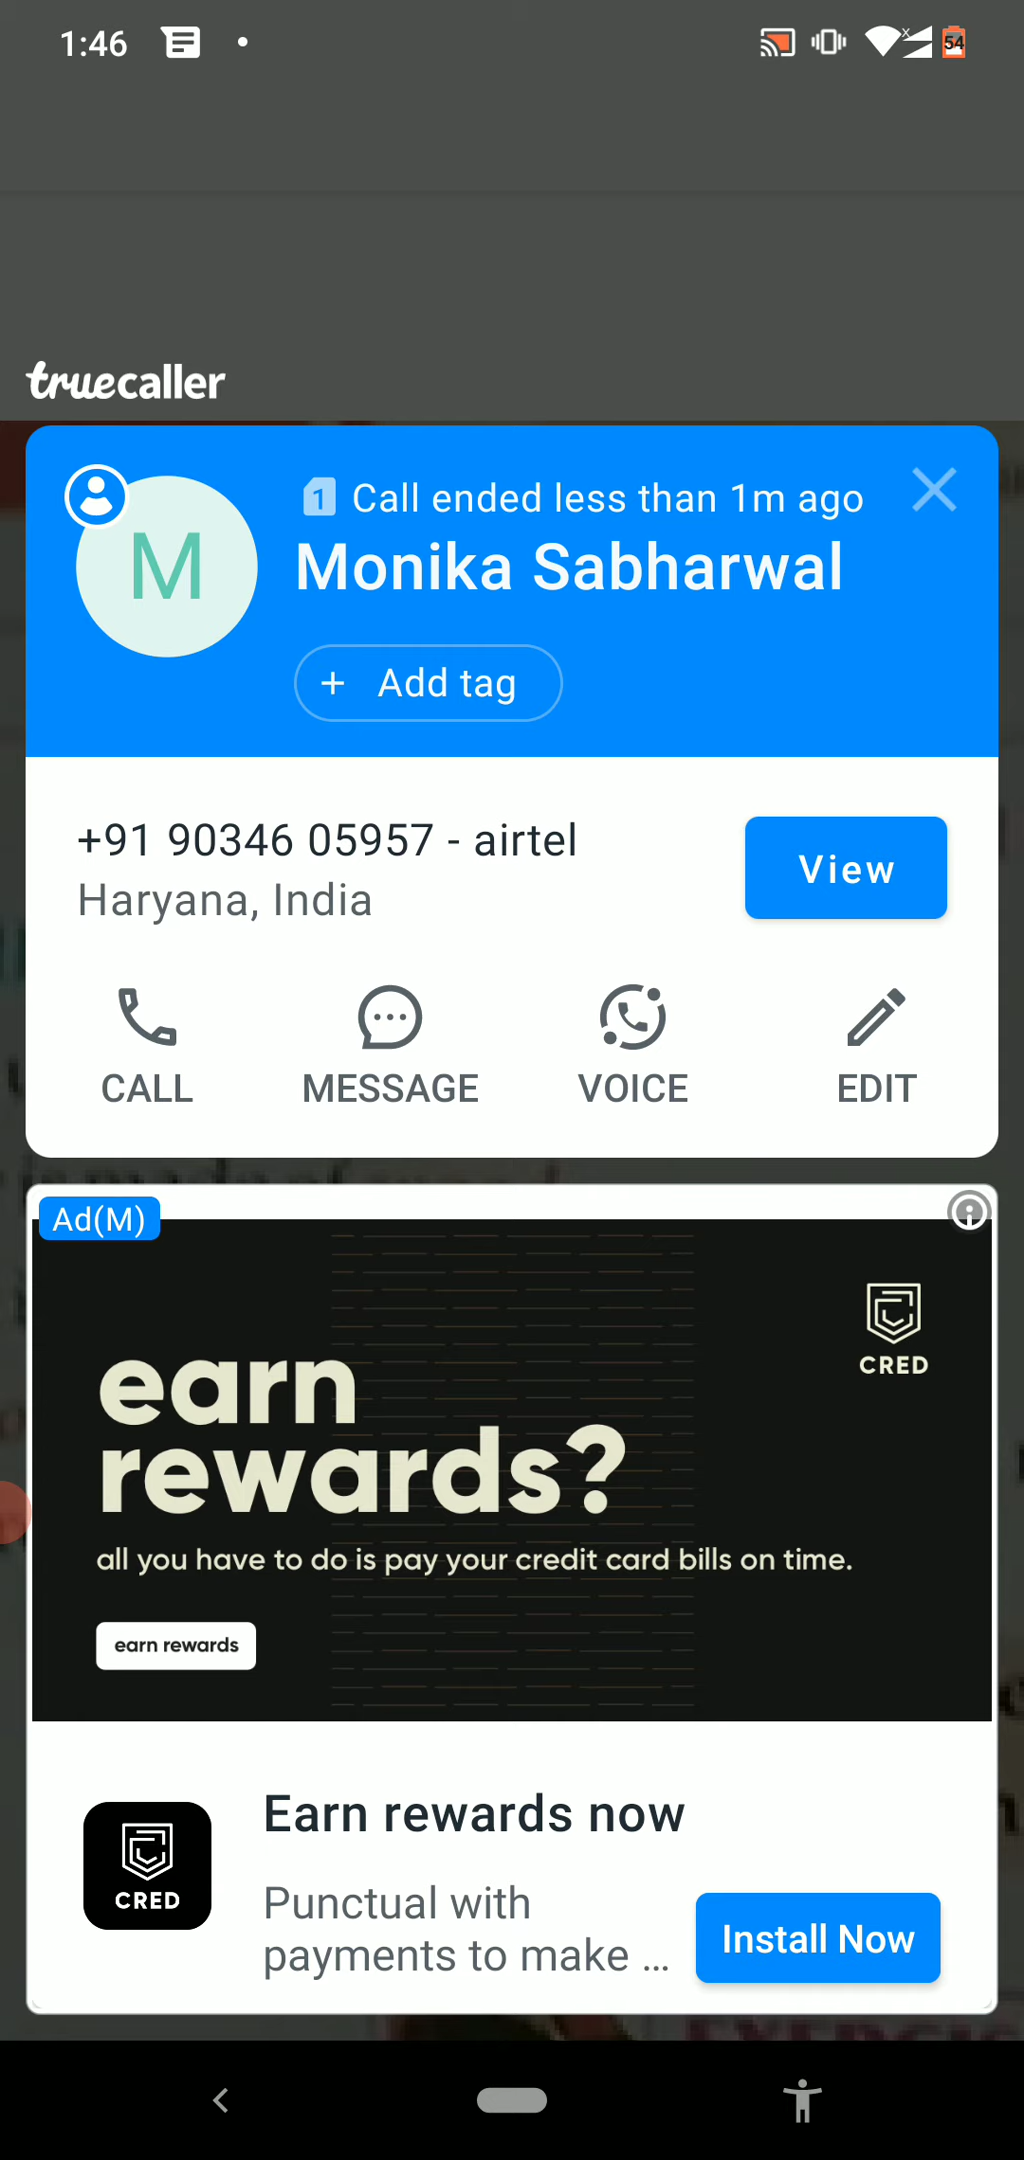 1:46
54
truecaller
1 Call ended less than 1m ago
M
Monika Sabharwal
+ Add tag
+91 90346 05957 - airtel
View
Haryana, India
CALL MESSAGE VOICE EDIT
Ad(M)
CRED
earn
rewards?
all you have to do is pay your credit card bills on time.
earn rewards
Earn rewards now
CRED
Punctual with
payments to make ...
Install Now